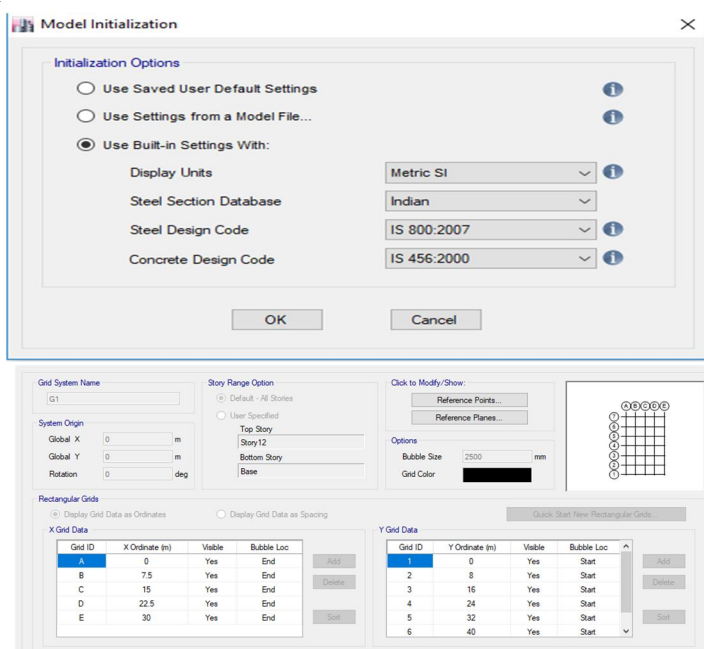 Model Initialization
Initialization Options
Use Saved User Default Settings
Use Settings from a Model File...
Use Built-in Settings With:
Display Units Metric SI
Steel Section Database Indian
Steel Design Code IS 800:2007
Concrete Design Code IS 456:2000
OK Cancel
Grid System Name Story Range Option Click to Modify/Show:
G1 Default - All Stories Reference Points...
User Specified Reference Planes...
System Origin Top Story
Global X 0 m Story12 Options
Global Y 0 m Bottom Story Bubble Size 2500 mm
Rotation 0 deg Base Grid Color
A B C D E
7
6
5
4
3
2
1
Rectangular Grids
Display Grid Data as Ordinates Display Grid Data as Spacing Quick Start New Rectangular Grids...
X Grid Data Y Grid Data
Grid ID X Ordinate (m) Visible Bubble Loc Grid ID Y Ordinate (m) Visible Bubble Loc
A 0 Yes End Add 1 0 Yes Start Add
B 7.5 Yes End Delete 2 8 Yes Start Delete
C 15 Yes End 3 16 Yes Start
D 22.5 Yes End 4 24 Yes Start
E 30 Yes End Sort 5 32 Yes Start Sort
6 40 Yes Start